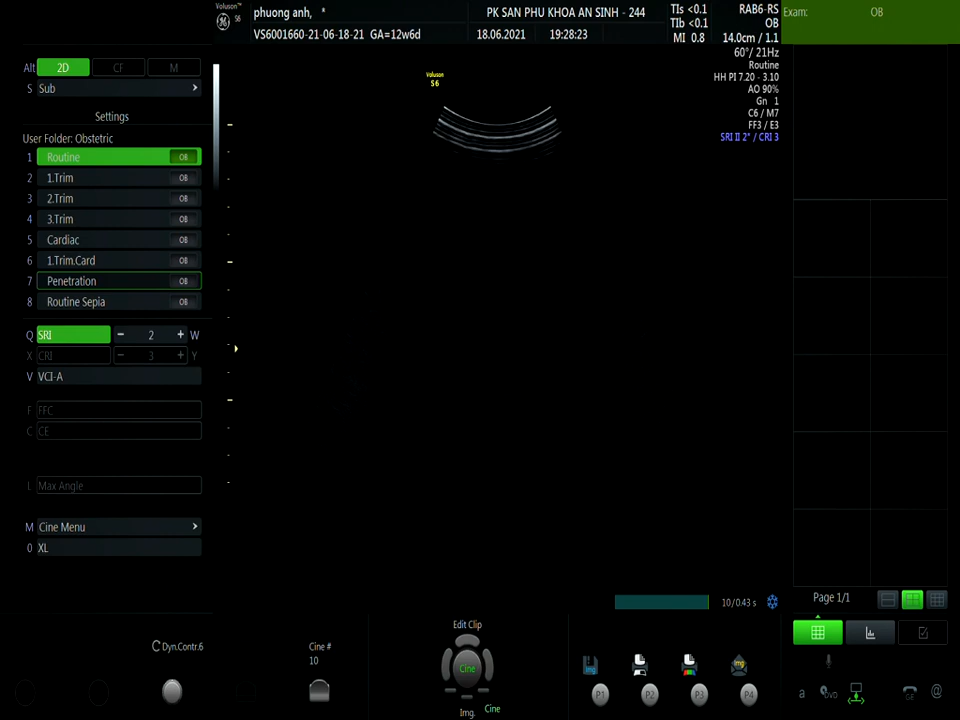 Voluson™
S6
phuong anh, *
PK SAN PHU KHOA AN SINH - 244
VS6001660-21-06-18-21 GA=12w6d
18.06.2021
19:28:23
TIs <0.1
TIb <0.1
MI 0.8
RAB6-RS
OB
14.0cm / 1.1
60°/ 21Hz
Routine
HH PI 7.20 - 3.10
AO 90%
Gn 1
C6 / M7
FF3 / E3
SRI II 2* / CRI 3
Exam: OB
Voluson
S6
Alt 2D CF M
S Sub >
Settings
User Folder: Obstetric
1 Routine OB
2 1.Trim OB
3 2.Trim OB
4 3.Trim OB
5 Cardiac OB
6 1.Trim.Card OB
7 Penetration OB
8 Routine Sepia OB
Q SRI − 2 + W
X CRI − 3 + Y
V VCI-A
F FFC
C CE
L Max Angle
M Cine Menu >
0 XL
10/0.43 s
Page 1/1
C Dyn.Contr.6
Cine #
10
Edit Clip
Cine
Img.
Cine
Img
P1
P2
P3
P4
a
DVD
@